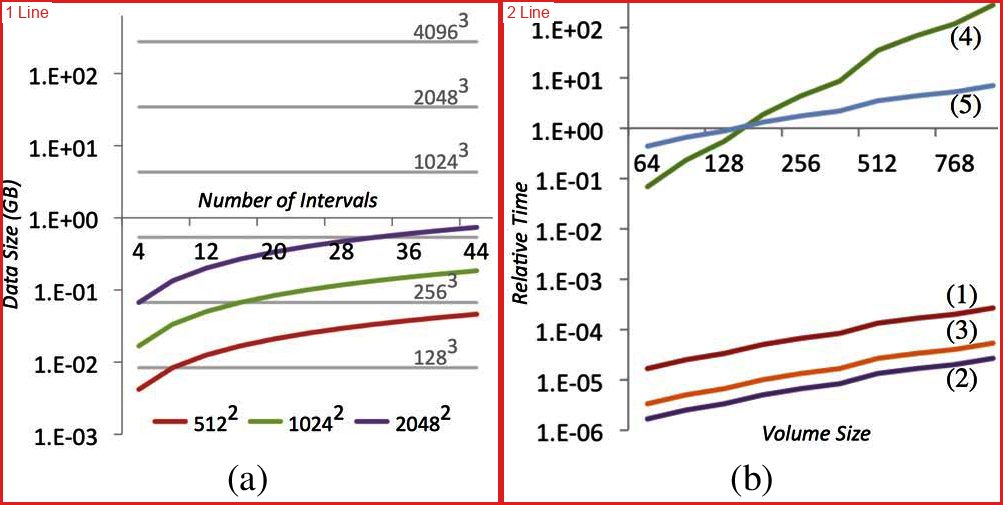 1 Line
4096³
1.E+02
2048³
1.E+01
1024³
Number of Intervals
1.E+00
4 12 20 28 36 44
Data Size (GB)
1.E-01
256³
1.E-02
128³
512² 1024² 2048²
1.E-03
(a)
2 Line
1.E+02
(4)
1.E+01
(5)
1.E+00
64 128 256 512 768
1.E-01
Relative Time
1.E-02
1.E-03
(1)
1.E-04
(3)
1.E-05
(2)
1.E-06
Volume Size
(b)